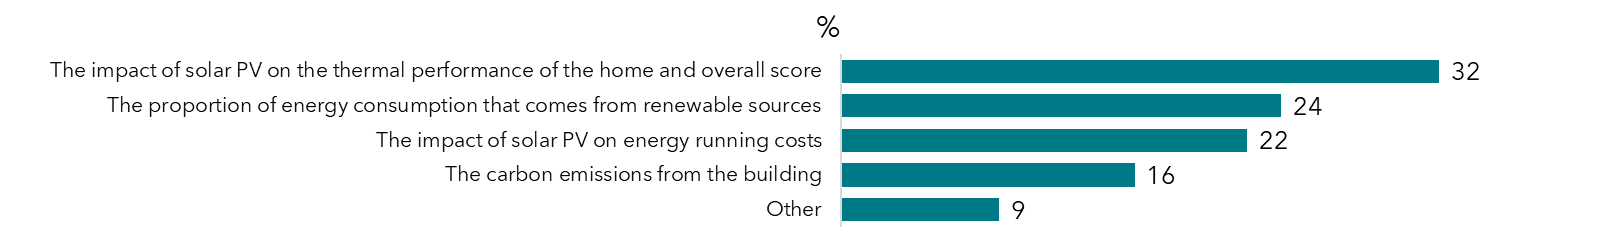 %
The impact of solar PV on the thermal performance of the home and overall score 32
The proportion of energy consumption that comes from renewable sources 24
The impact of solar PV on energy running costs 22
The carbon emissions from the building 16
Other 9